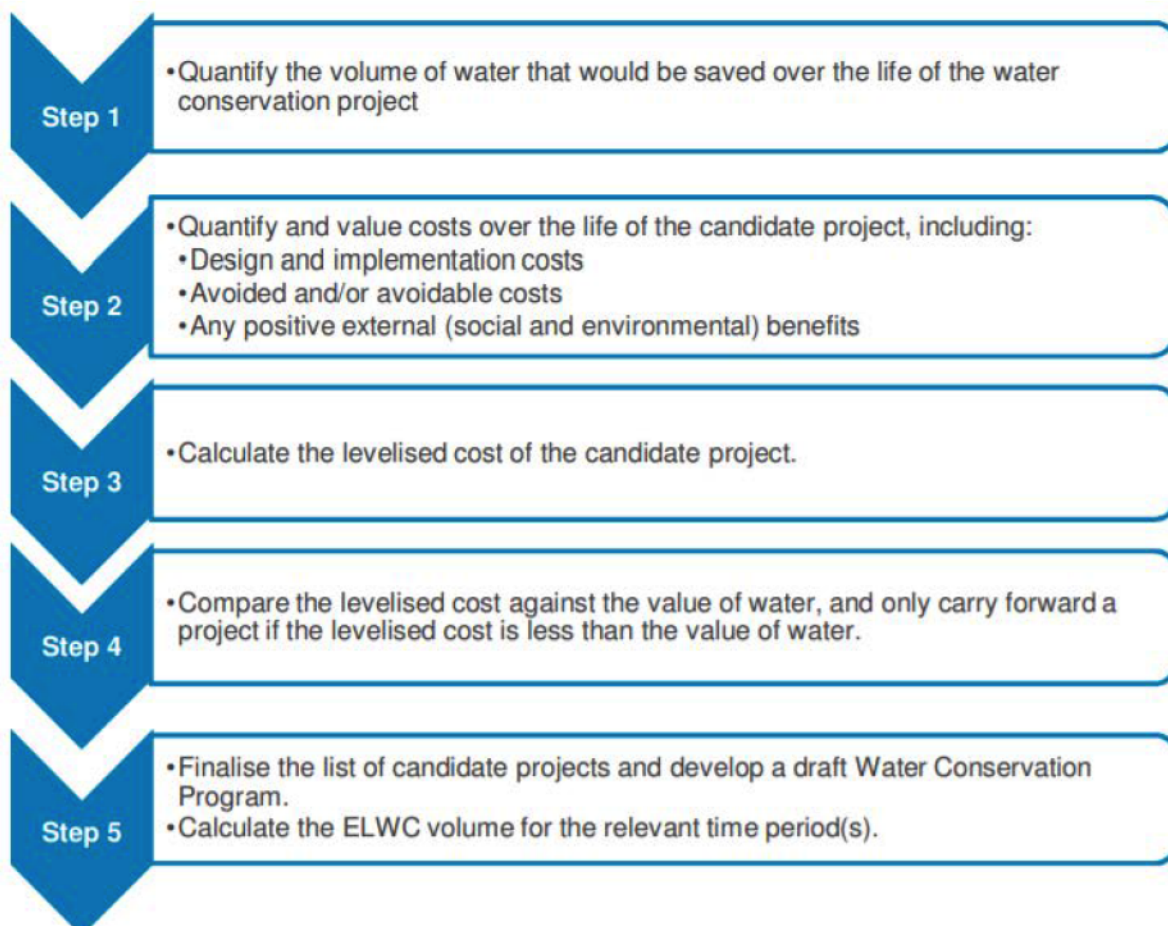 Step 1
•Quantify the volume of water that would be saved over the life of the water
conservation project
Step 2
•Quantify and value costs over the life of the candidate project, including:
•Design and implementation costs
•Avoided and/or avoidable costs
•Any positive external (social and environmental) benefits
Step 3
•Calculate the levelised cost of the candidate project.
Step 4
•Compare the levelised cost against the value of water, and only carry forward a
project if the levelised cost is less than the value of water.
Step 5
•Finalise the list of candidate projects and develop a draft Water Conservation
Program.
•Calculate the ELWC volume for the relevant time period(s).